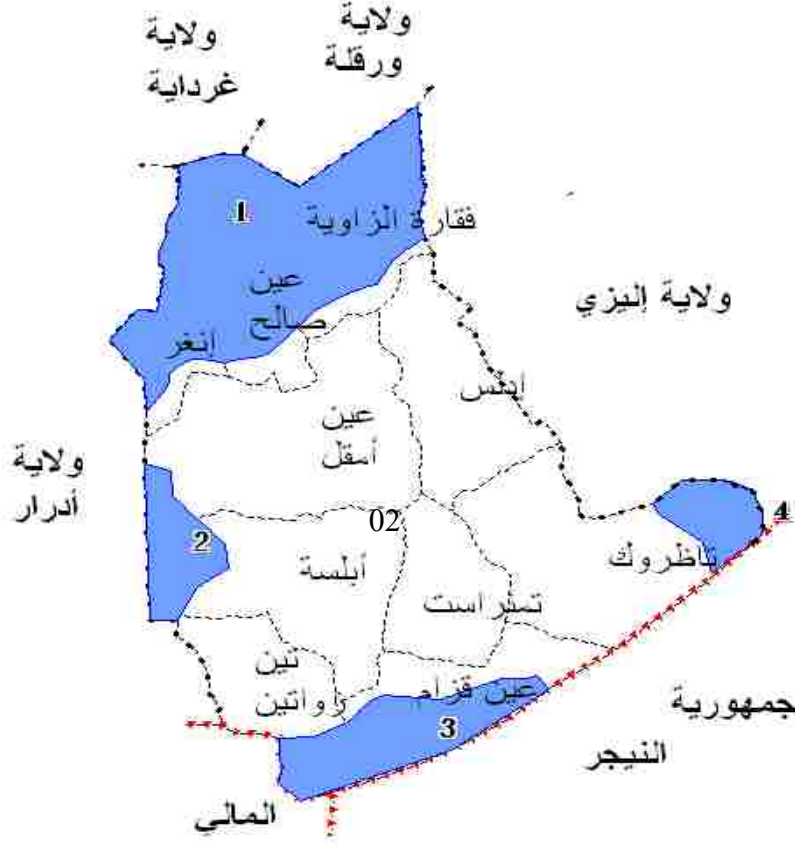 ولاية
غرداية
ولاية
ورقلة
1
فقارة الزاوية
عين
صالح
إنغر
ولاية إليزي
إدلس
عين
أمقل
ولاية
أدرار
02
4
2
أبلسة
تاظروك
تمنراست
تين
زواتين
عين قزام
3
جمهورية
النيجر
المالي